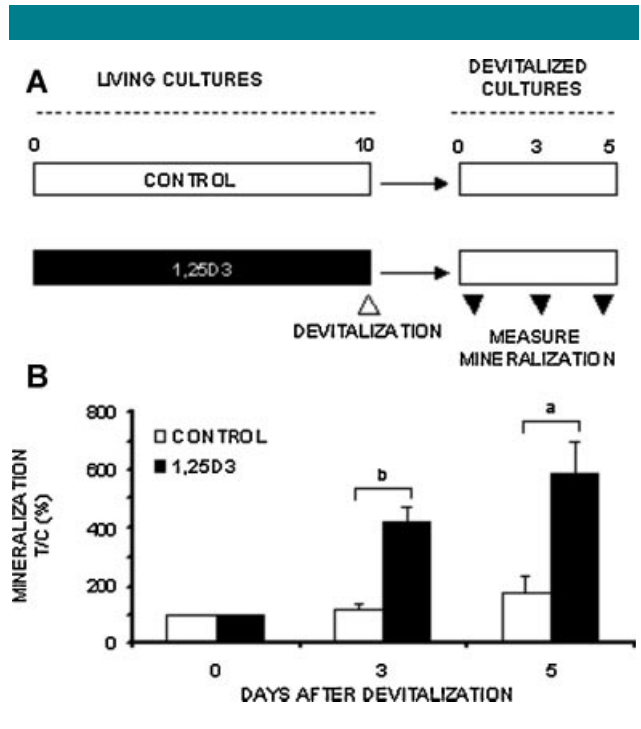 A
LIVING CULTURES
DEVITALIZED
CULTURES
0 10 0 3 5
CONTROL
1,25D3
DEVITALIZATION
MEASURE
MINERALIZATION
B
MINERALIZATION
T/C (%)
800
600
400
200
0
CONTROL
1,25D3
b
a
0 3 5
DAYS AFTER DEVITALIZATION